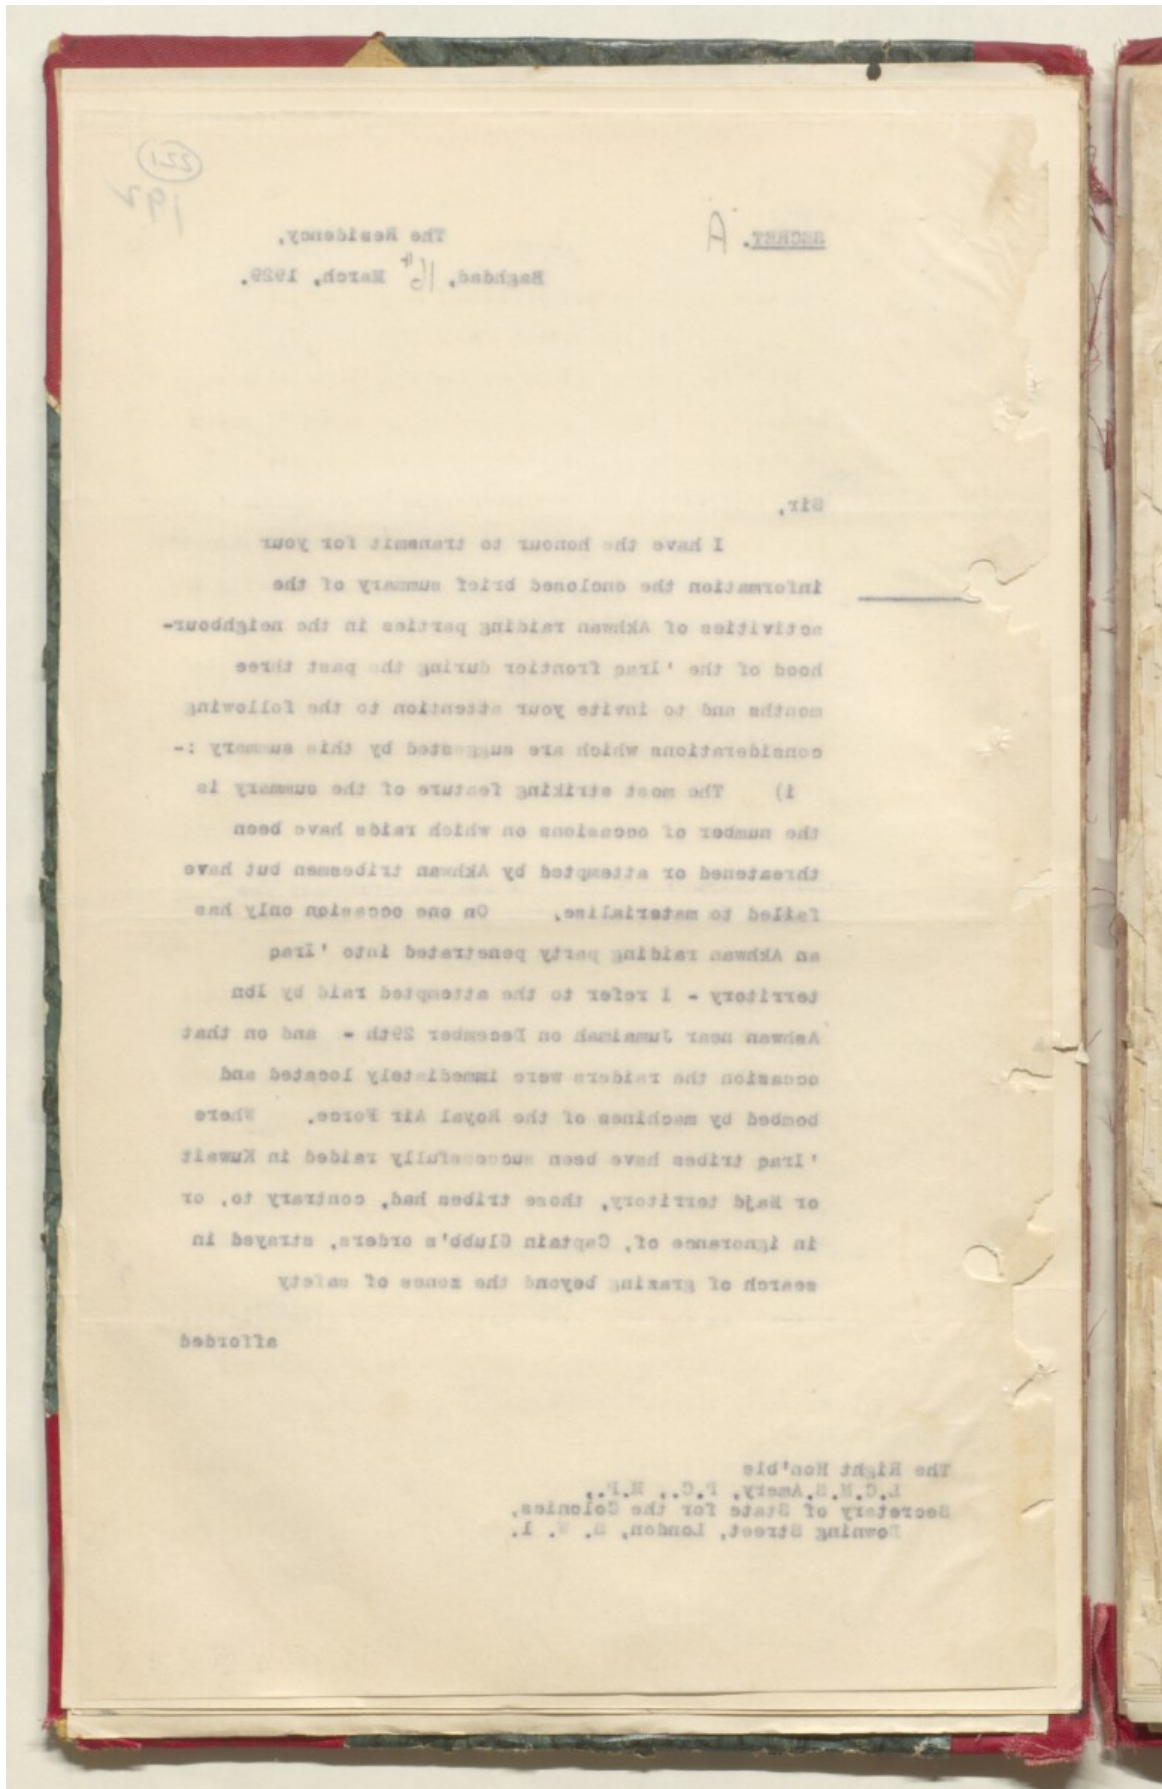 (221)
192
SECRET. A
The Residency,
Baghdad, 16th March, 1929.
Sir,
I have the honour to transmit for your
information the enclosed brief summary of the
activities of Akhwan raiding parties in the neighbour-
hood of the 'Iraq frontier during the past three
months and to invite your attention to the following
considerations which are suggested by this summary :-
i) The most striking feature of the summary is
the number of occasions on which raids have been
threatened or attempted by Akhwan tribesmen but have
failed to materialise. On one occasion only has
an Akhwan raiding party penetrated into 'Iraq
territory - I refer to the attempted raid by Ibn
Ashwan near Jumaimah on December 29th - and on that
occasion the raiders were immediately located and
bombed by machines of the Royal Air Force. Where
'Iraq tribes have been successfully raided in Kuwait
or Najd territory, those tribes had, contrary to, or
in ignorance of, Captain Glubb's orders, strayed in
search of grazing beyond the zones of safety
afforded
The Right Hon'ble
L.C.M.S.Amery, P.C., M.P.,
Secretary of State for the Colonies,
Downing Street, London, S. W. 1.